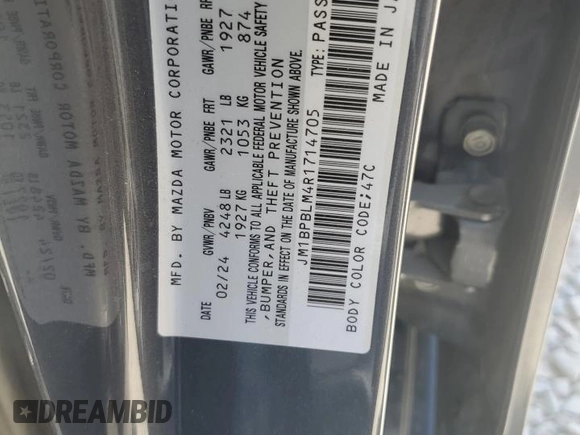 MFD. BY MAZDA MOTOR CORPORATI
DATE GVWR/PNBV GAWR/PNBE FRT GAWR/PNBE RR
02/24 4248 LB 2321 LB 1927
1927 KG 1053 KG 874
THIS VEHICLE CONFORMS TO ALL APPLICABLE FEDERAL MOTOR VEHICLE SAFETY
,BUMPER,AND THEFT PREVENTION
STANDARDS IN EFFECT ON THE DATE OF MANUFACTURE SHOWN ABOVE.
JM1BPBLM4R1714705 TYPE: PASS
BODY COLOR CODE:47C MADE IN JA
DREAMBID